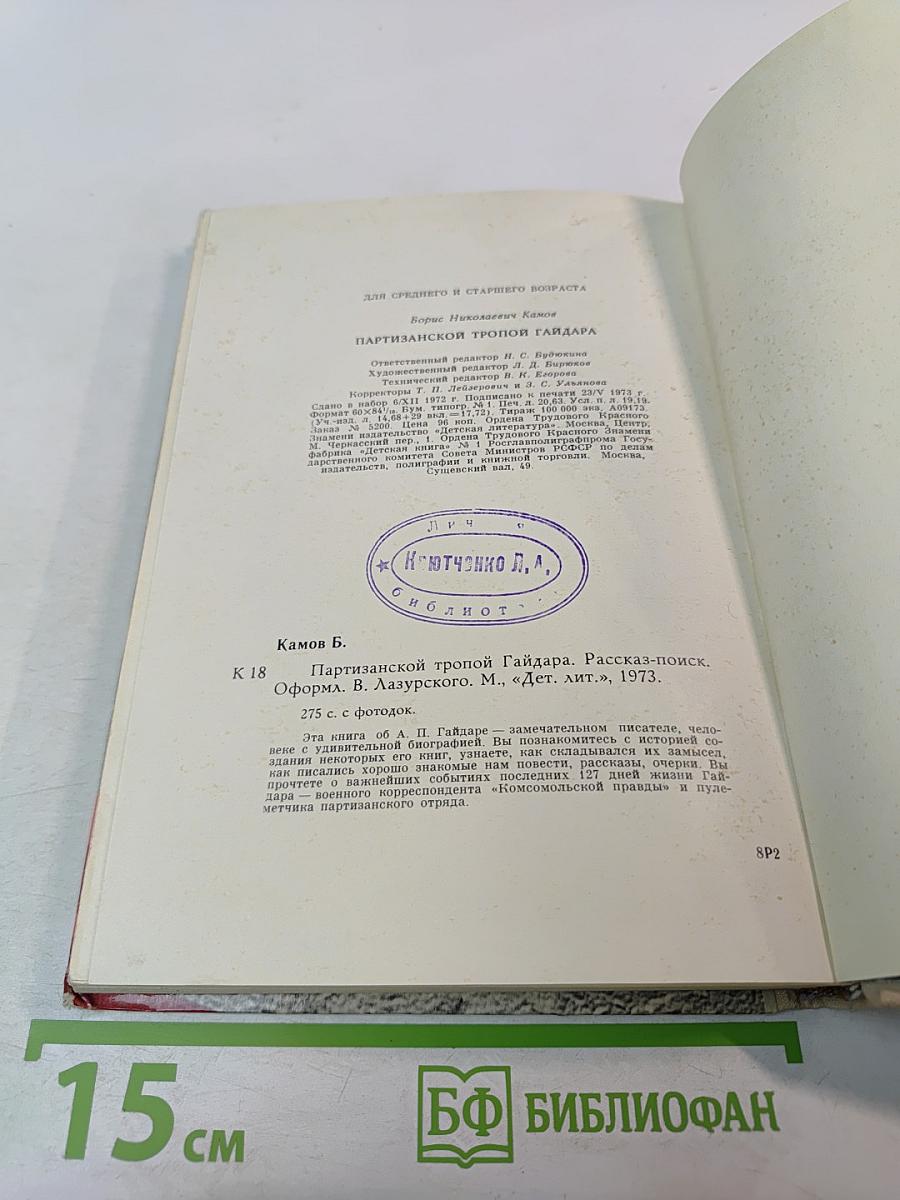 ДЛЯ СРЕДНЕГО И СТАРШЕГО ВОЗРАСТА
Борис Николаевич Камов
ПАРТИЗАНСКОЙ ТРОПОЙ ГАЙДАРА
Ответственный редактор Н. С. Будюкина
Художественный редактор Л. Д. Бирюков
Технический редактор В. К. Егорова
Корректоры Т. П. Лейзерович и З. С. Ульянова
Сдано в набор 6/XII 1972 г. Подписано к печати 23/V 1973 г.
Формат 60×84¹/₁₆. Бум. типогр. № 1. Печ. л. 20,63. Усл. п. л. 19,19.
(Уч.-изд. л. 14,68+29 вкл.=17,72). Тираж 100 000 экз. А09173.
Заказ № 5200. Цена 96 коп. Ордена Трудового Красного
Знамени издательство «Детская литература». Москва, Центр,
М. Черкасский пер., 1. Ордена Трудового Красного Знамени
фабрика «Детская книга» № 1 Росглавполиграфпрома Госу-
дарственного комитета Совета Министров РСФСР по делам
издательств, полиграфии и книжной торговли. Москва,
Сущевский вал, 49.
Л. А.
Камов Б.
К 18 Партизанской тропой Гайдара. Рассказ-поиск.
Оформл. В. Лазурского. М., «Дет. лит.», 1973.
275 с. с фотодок.
Эта книга об А. П. Гайдаре — замечательном писателе, чело-
веке с удивительной биографией. Вы познакомитесь с историей со-
здания некоторых его книг, узнаете, как складывался их замысел,
как писались хорошо знакомые нам повести, рассказы, очерки. Вы
прочтете о важнейших событиях последних 127 дней жизни Гай-
дара — военного корреспондента «Комсомольской правды» и пуле-
метчика партизанского отряда.
8Р2
15 см
БФ БИБЛИОФАН